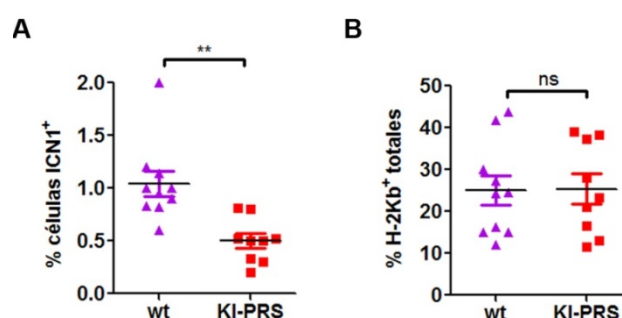 A
**
% células ICN1+
2.0
1.5
1.0
0.5
0.0
wt
KI-PRS
B
ns
% H-2Kb+ totales
50
40
30
20
10
0
wt
KI-PRS